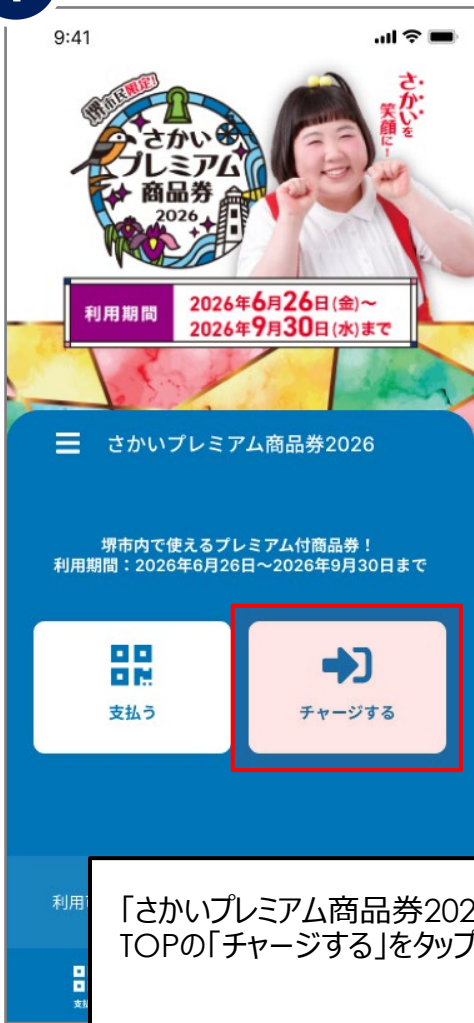 9:41
堺市民限定!
さかい
プレミアム
商品券
2026
さかいを
笑顔に!
利用期間
2026年6月26日(金)~
2026年9月30日(水)まで
さかいプレミアム商品券2026
堺市内で使えるプレミアム付商品券!
利用期間:2026年6月26日~2026年9月30日まで
支払う
チャージする
利用
「さかいプレミアム商品券202
TOPの「チャージする」をタップ